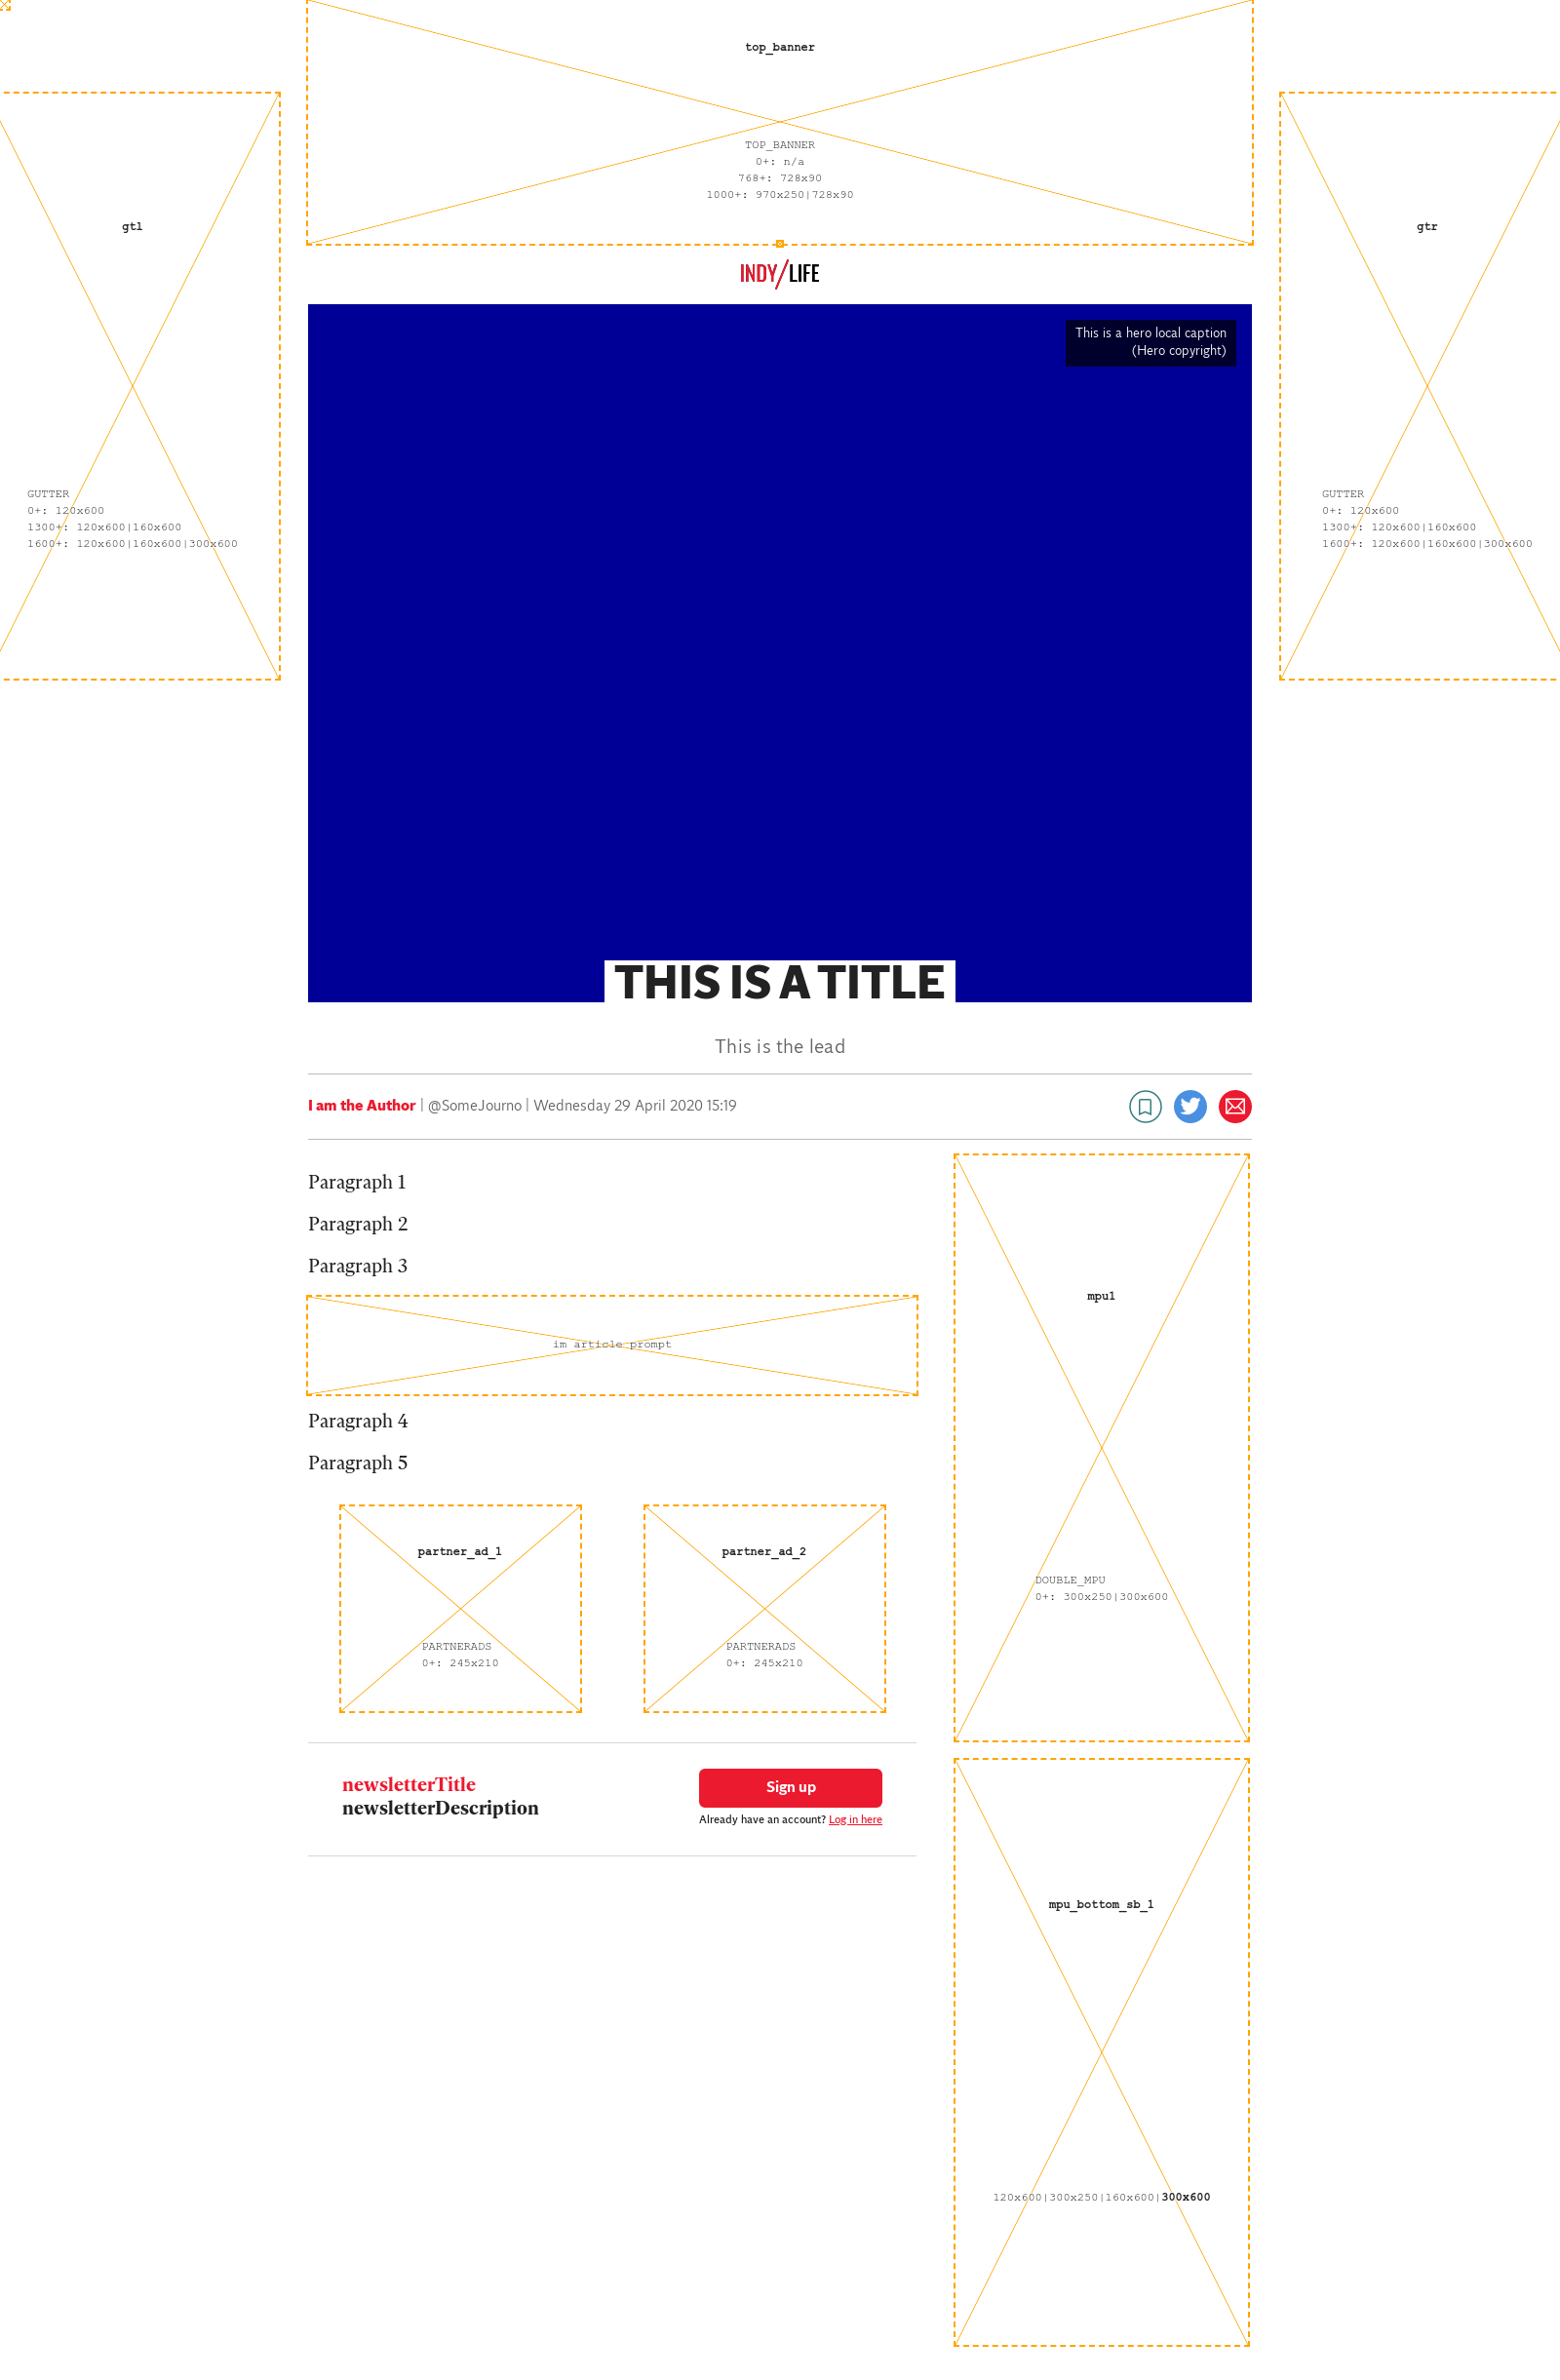 top_banner
TOP_BANNER
0+: n/a
768+: 728x90
1000+: 970x250|728x90
gtl
GUTTER
0+: 120x600
1300+: 120x600|160x600
1600+: 120x600|160x600|300x600
gtr
GUTTER
0+: 120x600
1300+: 120x600|160x600
1600+: 120x600|160x600|300x600
INDY/LIFE
This is a hero local caption
(Hero copyright)
THIS IS A TITLE
This is the lead
I am the Author | @SomeJourno | Wednesday 29 April 2020 15:19
Paragraph 1
Paragraph 2
Paragraph 3
im article prompt
Paragraph 4
Paragraph 5
partner_ad_1
PARTNERADS
0+: 245x210
partner_ad_2
PARTNERADS
0+: 245x210
newsletterTitle
newsletterDescription
Sign up
Already have an account? Log in here
mpu1
DOUBLE_MPU
0+: 300x250|300x600
mpu_bottom_sb_1
120x600|300x250|160x600|300x600